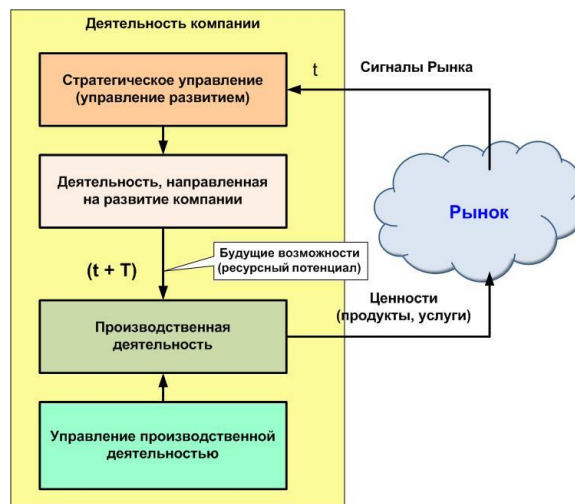 Деятельность компании
Стратегическое управление
(управление развитием)
t
Сигналы Рынка
Деятельность, направленная
на развитие компании
Рынок
(t + T)
Будущие возможности
(ресурсный потенциал)
Ценности
(продукты, услуги)
Производственная
деятельность
Управление производственной
деятельностью